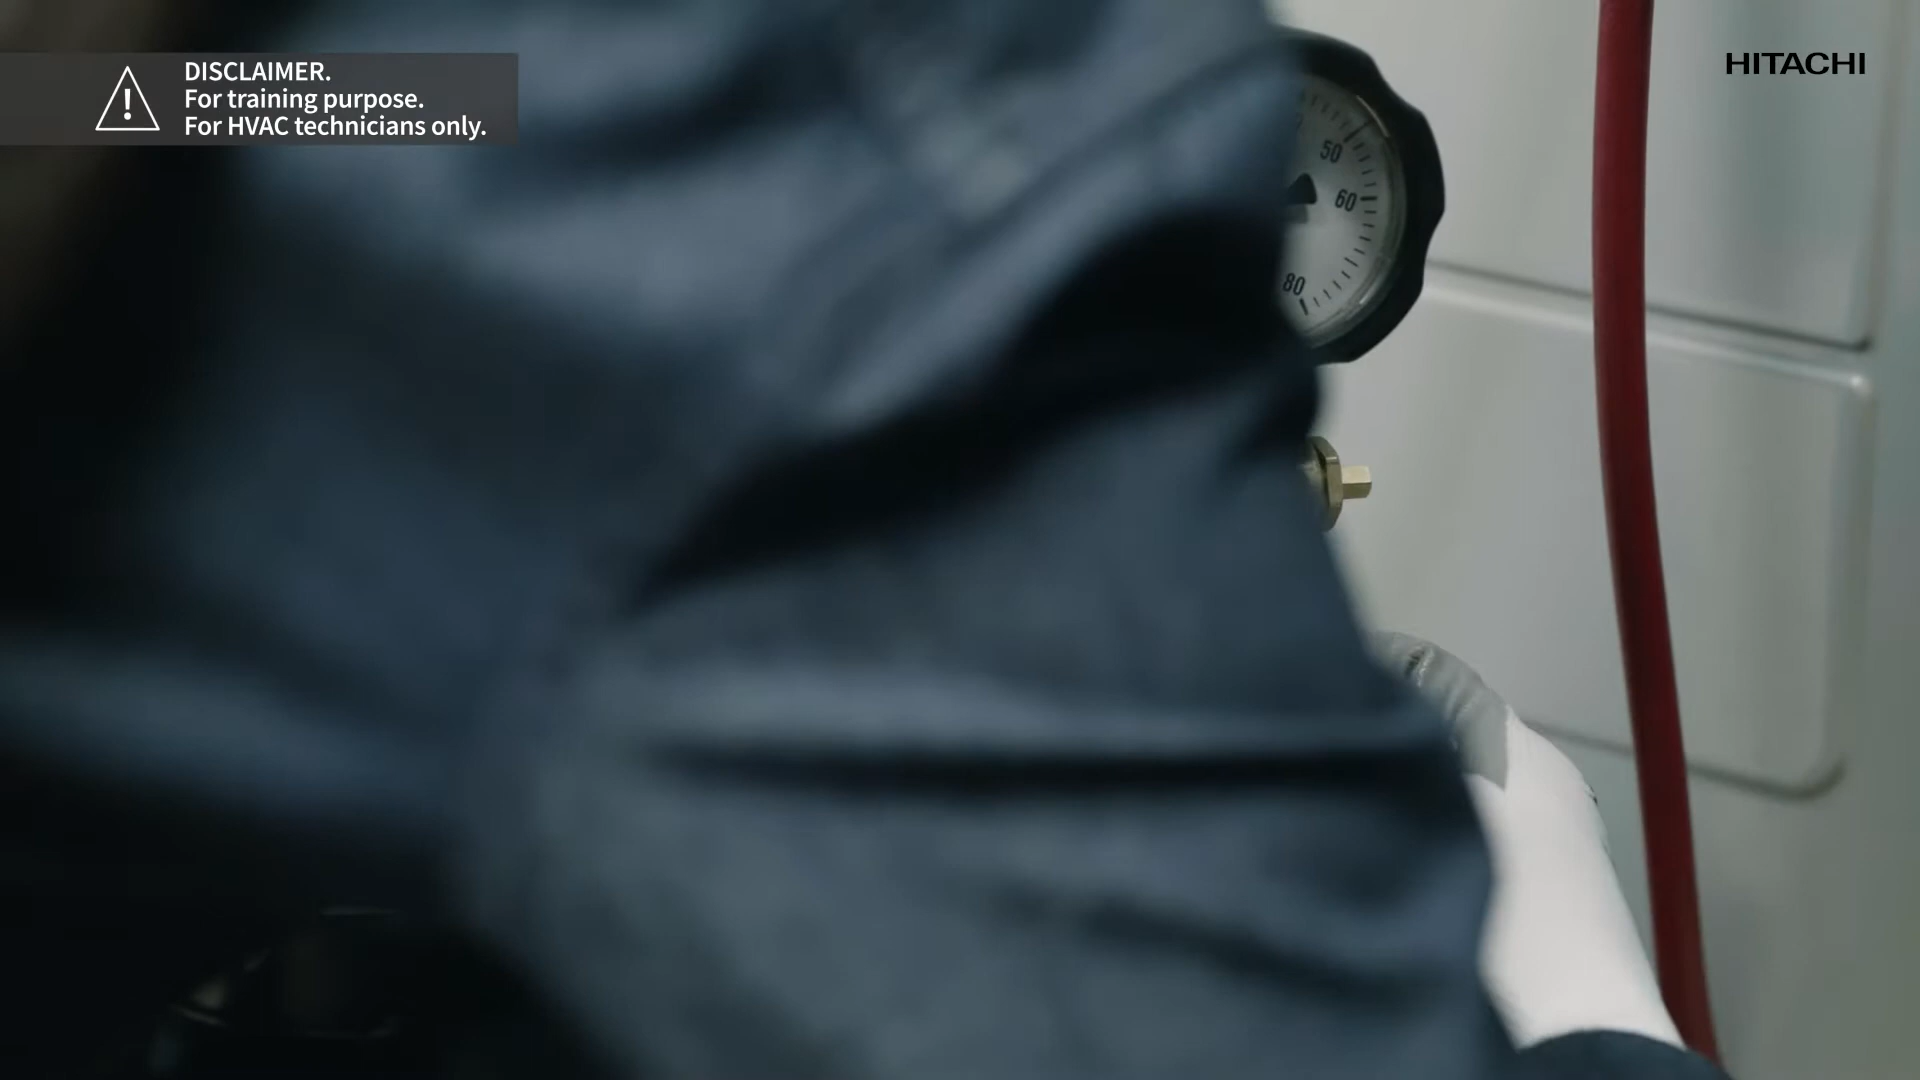 DISCLAIMER.
For training purpose.
For HVAC technicians only.
HITACHI
50
60
80